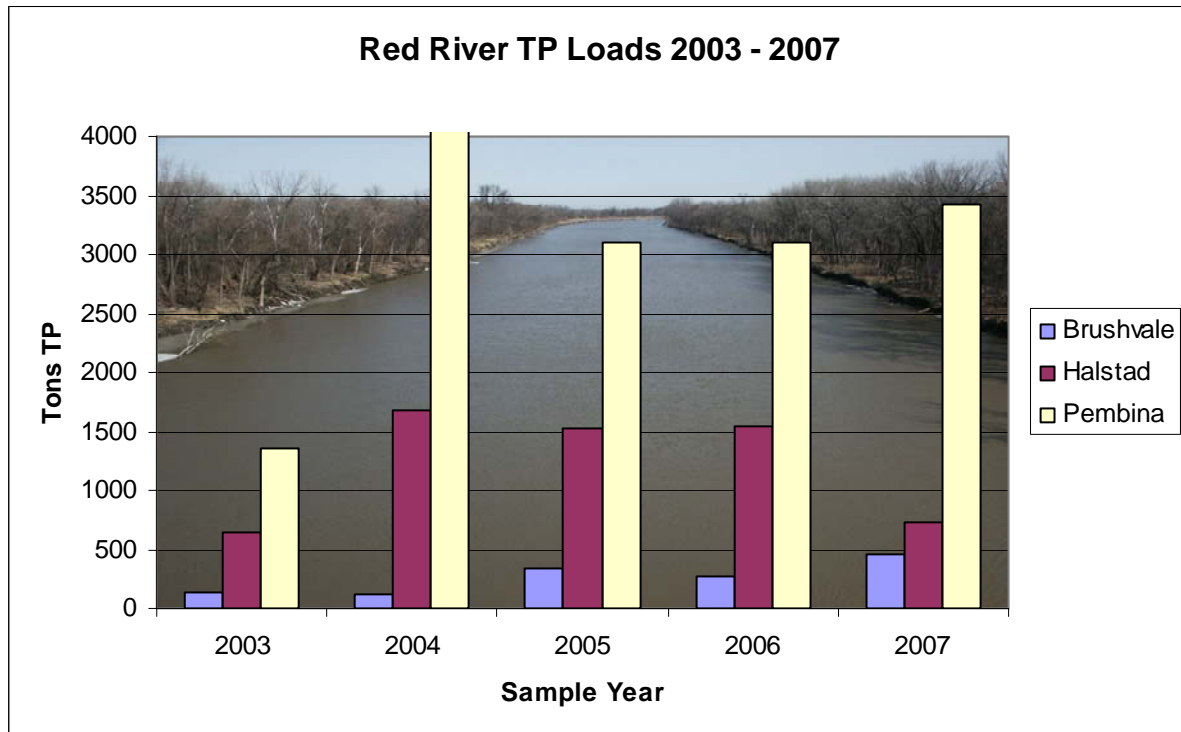 Red River TP Loads 2003 - 2007
Tons TP
4000
3500
3000
2500
2000
1500
1000
500
0
2003 2004 2005 2006 2007
Sample Year
Brushvale
Halstad
Pembina